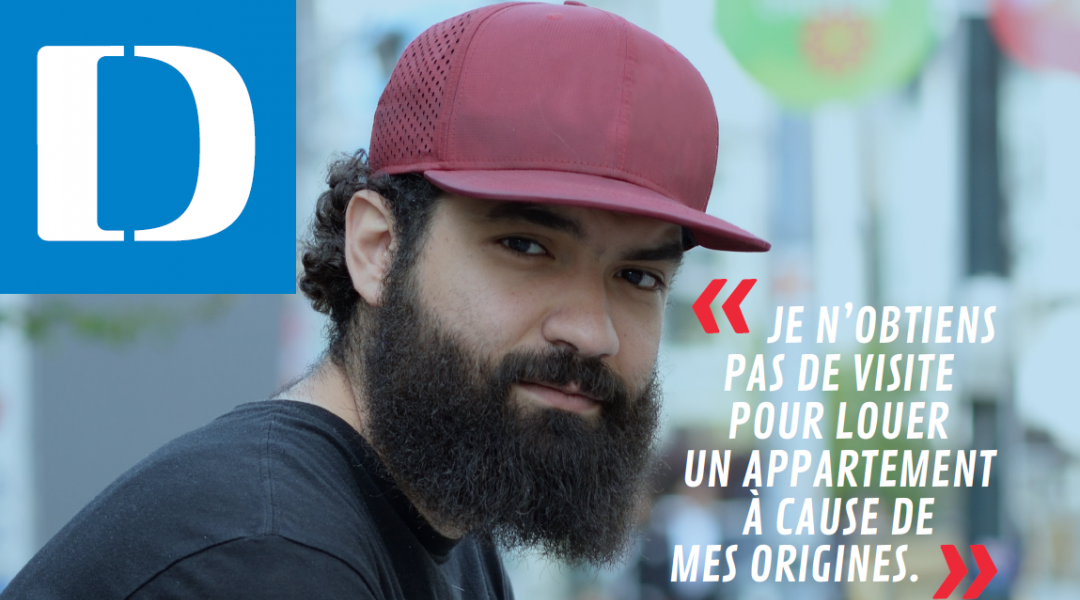 D
« JE N’OBTIENS
PAS DE VISITE
POUR LOUER
UN APPARTEMENT
À CAUSE DE
MES ORIGINES. »